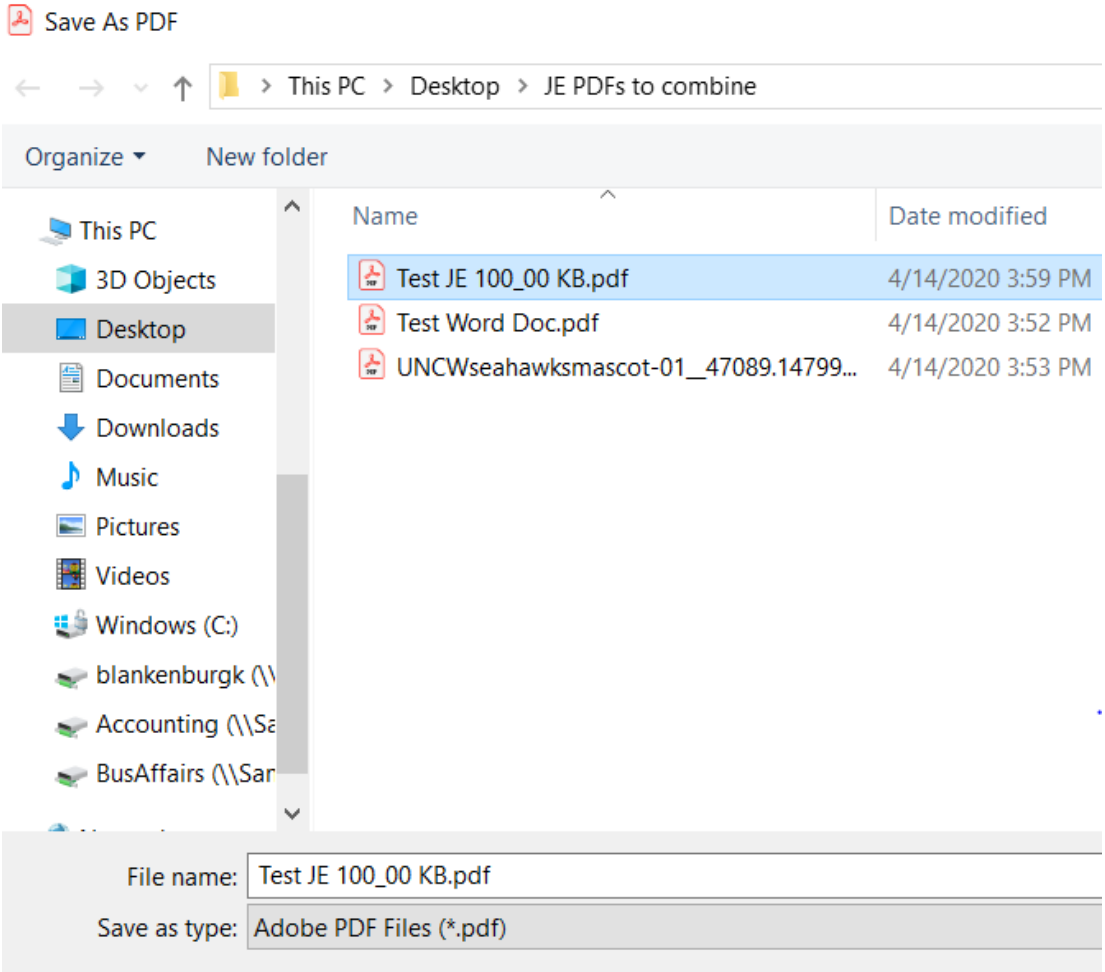 Save As PDF
This PC > Desktop > JE PDFs to combine
Organize New folder
Name Date modified
This PC
3D Objects
Desktop
Documents
Downloads
Music
Pictures
Videos
Windows (C:)
blankenburgk (\\
Accounting (\\Sa
BusAffairs (\\San
Test JE 100_00 KB.pdf 4/14/2020 3:59 PM
Test Word Doc.pdf 4/14/2020 3:52 PM
UNCWseahawksmascot-01__47089.14799... 4/14/2020 3:53 PM
File name: Test JE 100_00 KB.pdf
Save as type: Adobe PDF Files (*.pdf)